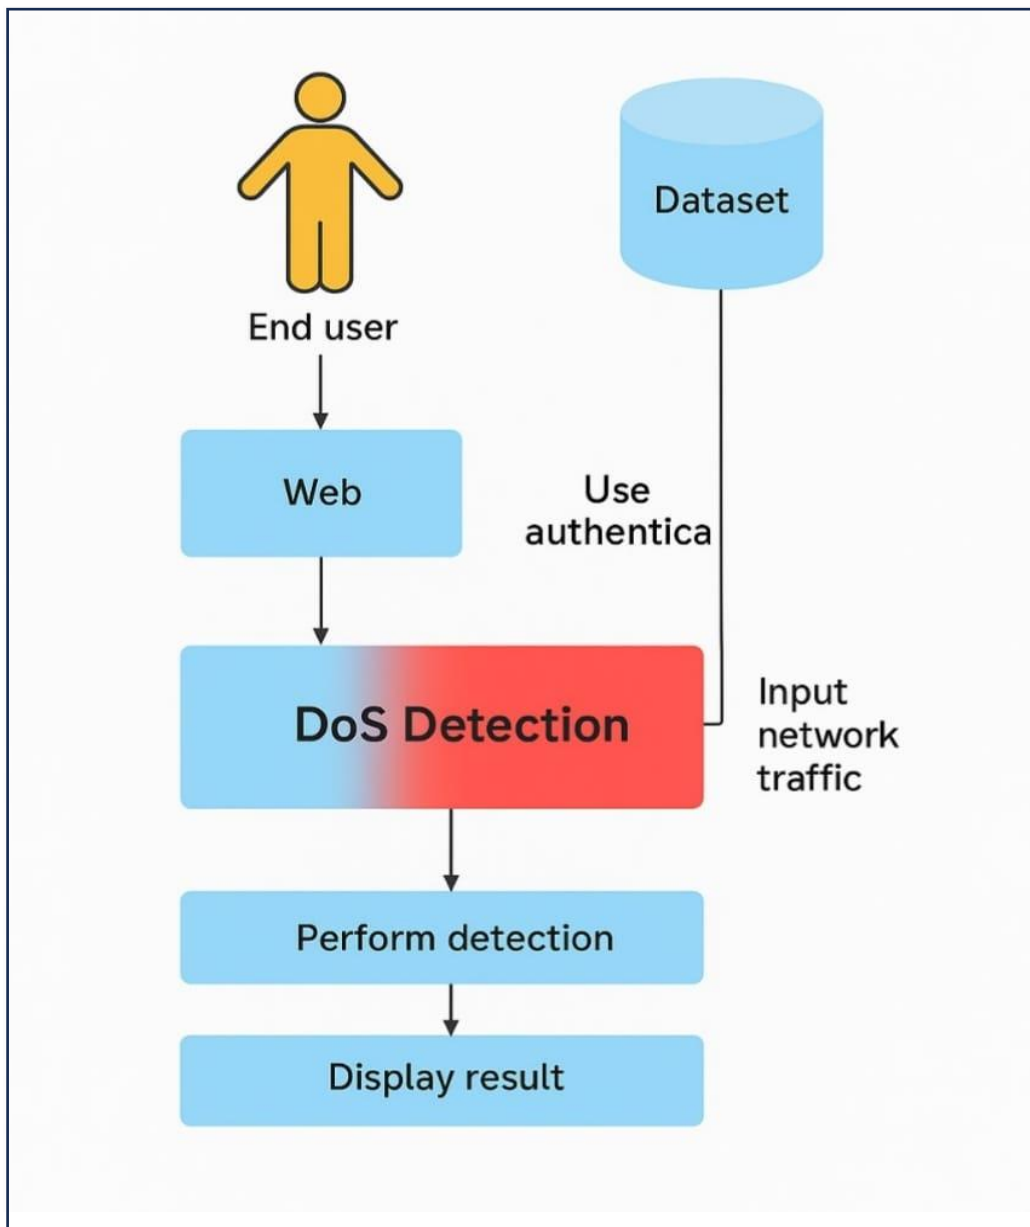 Dataset
End user
Web
Use
authentica
DoS Detection
Input
network
traffic
Perform detection
Display result